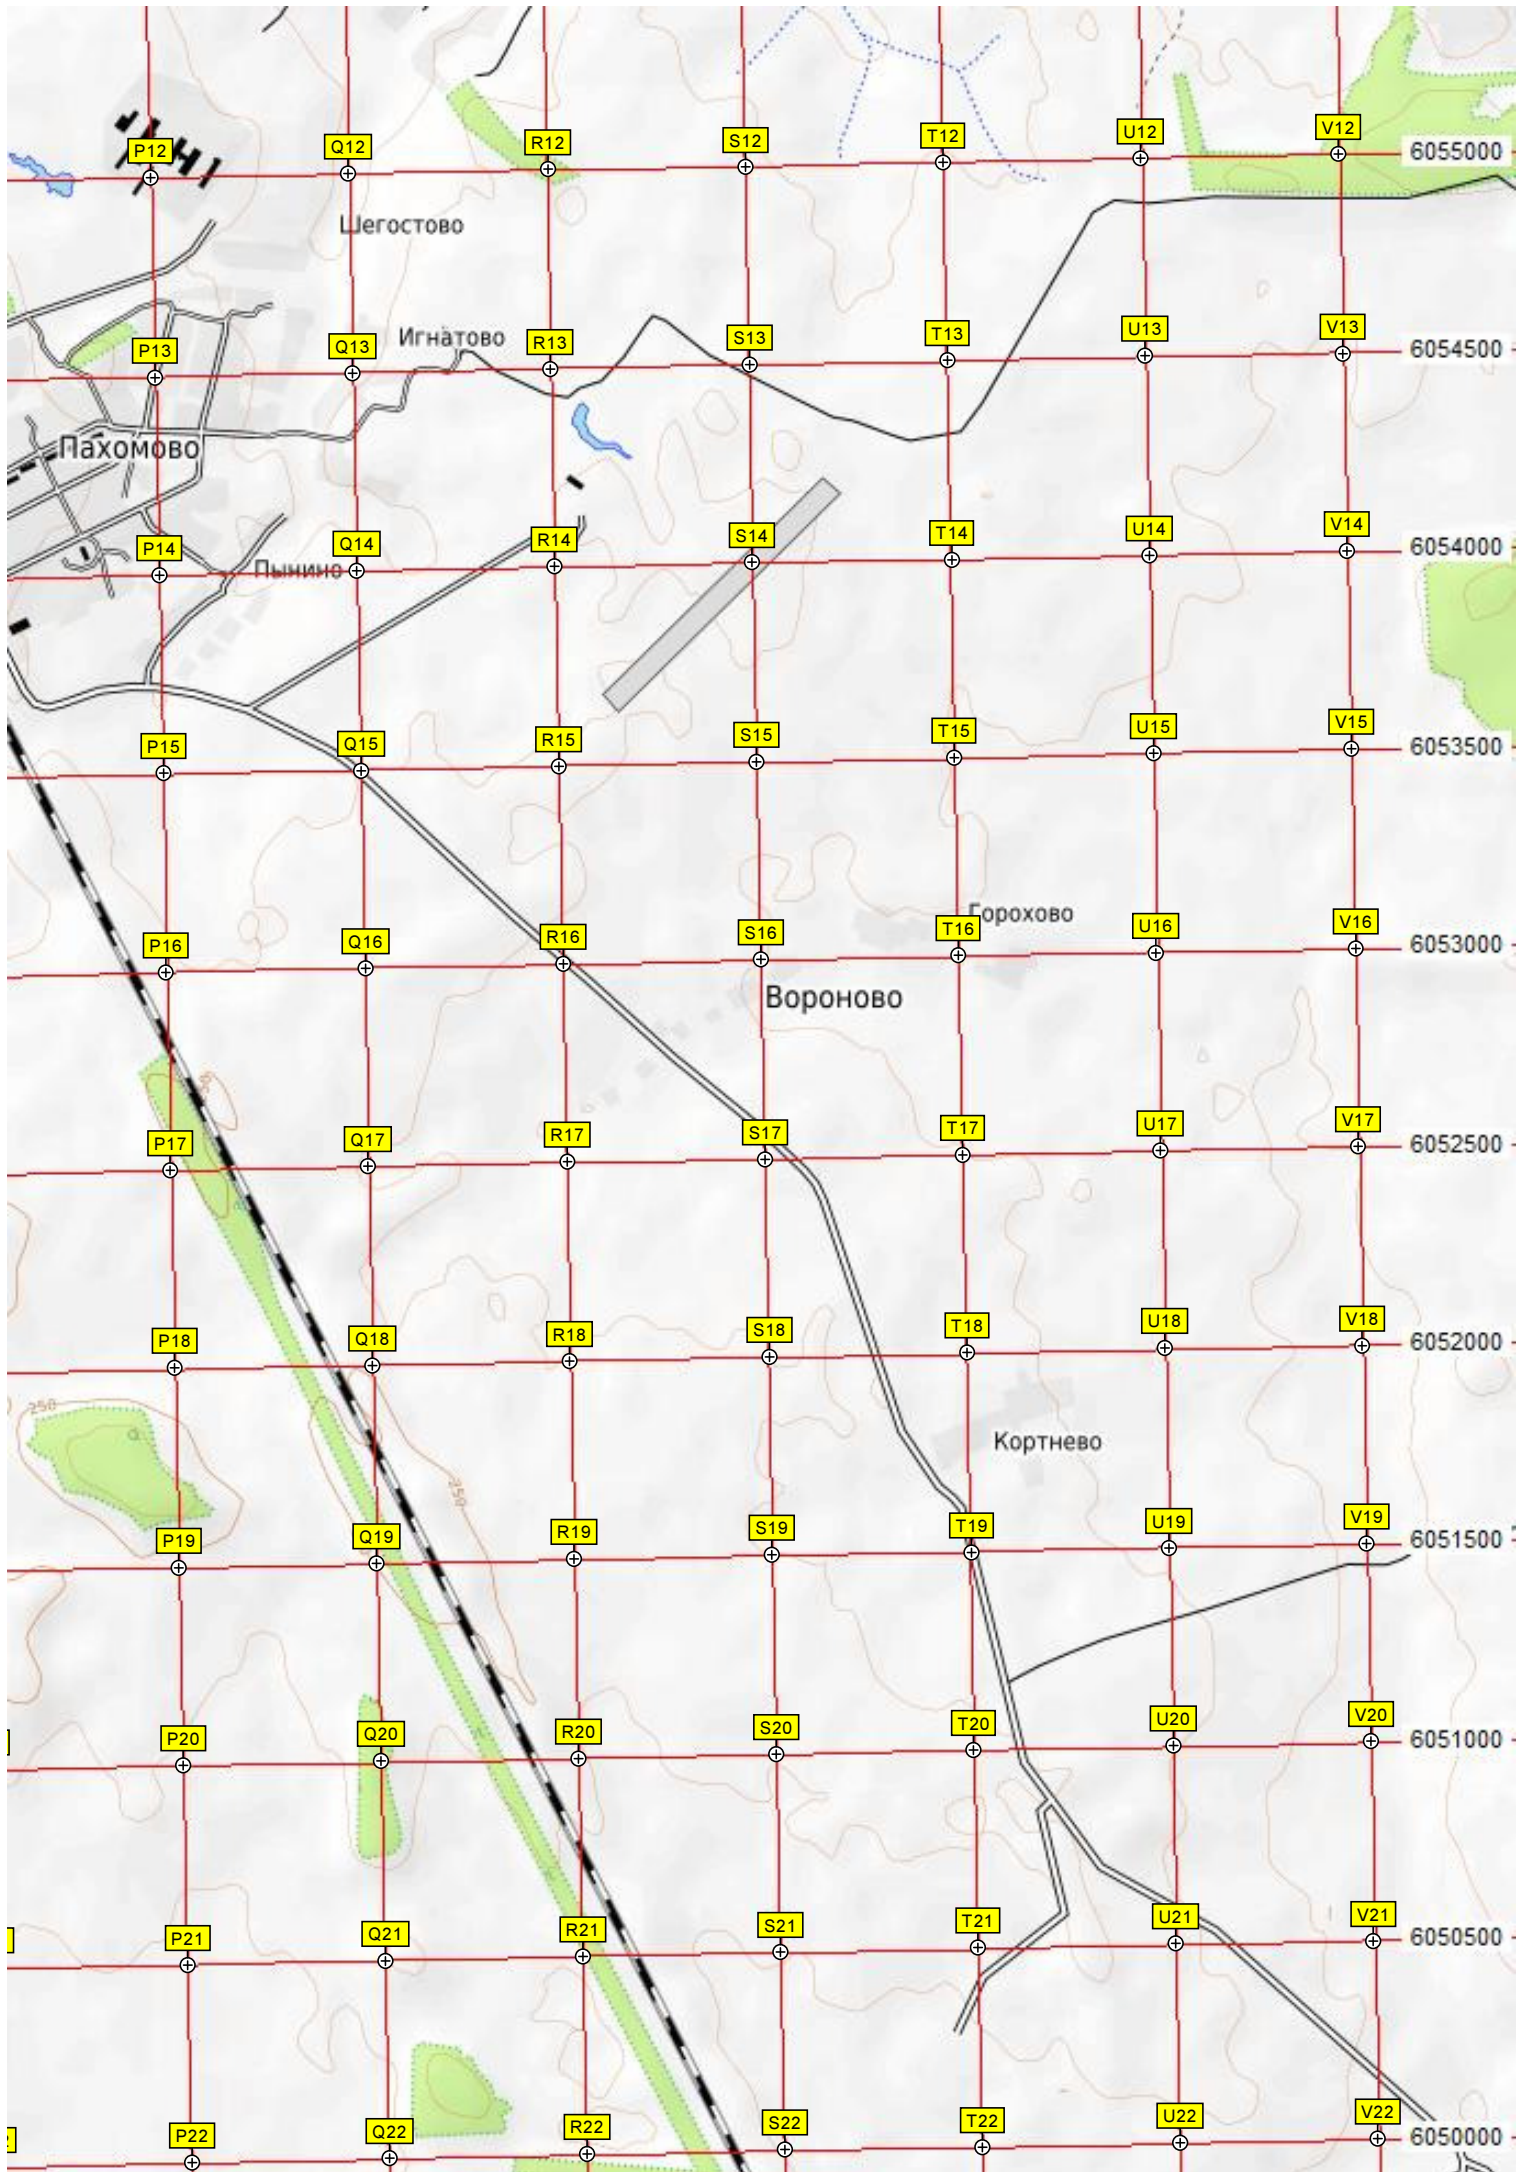 P12 Q12 R12 S12 T12 U12 V12 6055000
Шегостово
Игнатово
P13 Q13 R13 S13 T13 U13 V13 6054500
Пахомово
P14 Q14 R14 S14 T14 U14 V14 6054000
Пынино
P15 Q15 R15 S15 T15 U15 V15 6053500
Горохово
P16 Q16 R16 S16 T16 U16 V16 6053000
Вороново
250
P17 Q17 R17 S17 T17 U17 V17 6052500
P18 Q18 R18 S18 T18 U18 V18 6052000
250
Кортнево
250
P19 Q19 R19 S19 T19 U19 V19 6051500
P20 Q20 R20 S20 T20 U20 V20 6051000
P21 Q21 R21 S21 T21 U21 V21 6050500
P22 Q22 R22 S22 T22 U22 V22 6050000